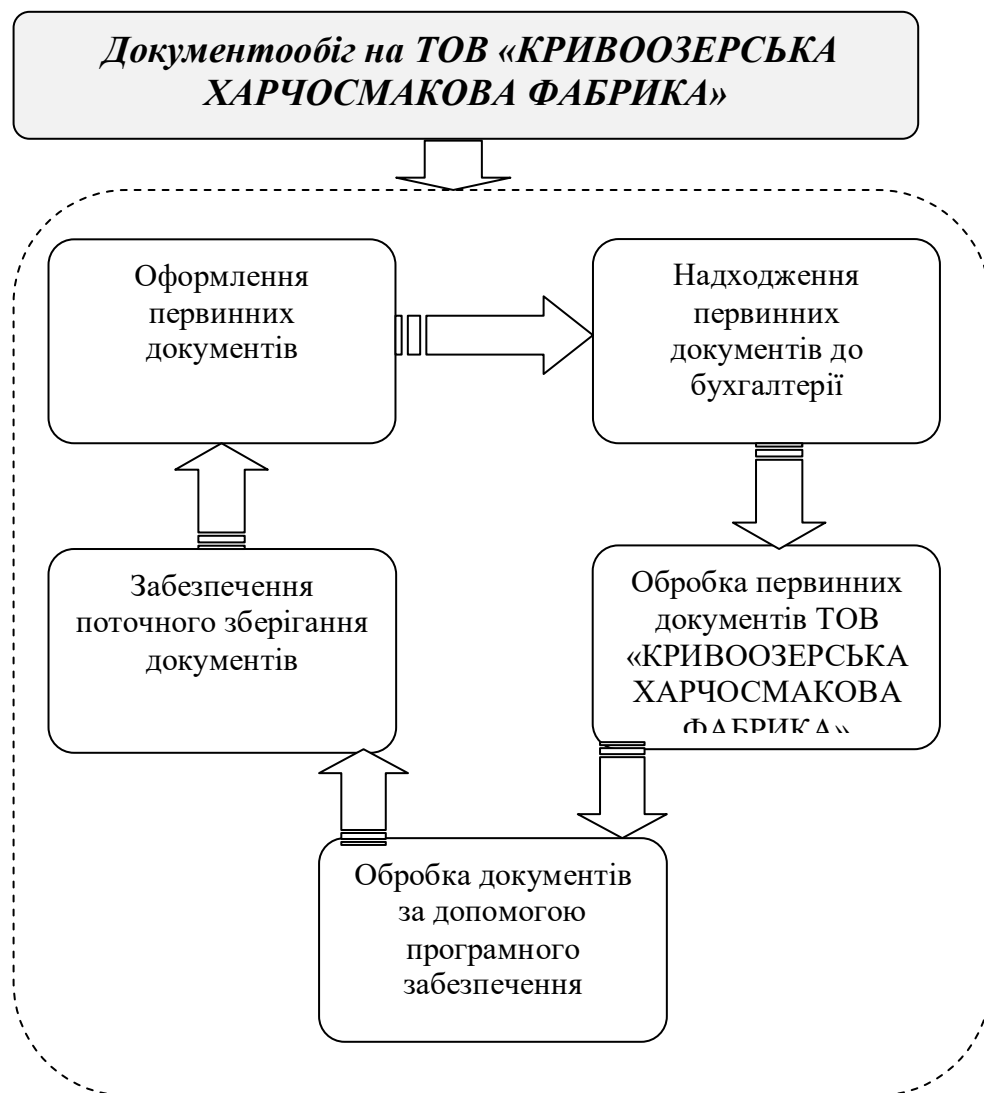 Документообіг на ТОВ «КРИВООЗЕРСЬКА
ХАРЧОСМАКОВА ФАБРИКА»
Оформлення
первинних
документів
Надходження
первинних
документів до
бухгалтерії
Обробка первинних
документів ТОВ
«КРИВООЗЕРСЬКА
ХАРЧОСМАКОВА
ФАБРИКА»
Обробка документів
за допомогою
програмного
забезпечення
Забезпечення
поточного зберігання
документів